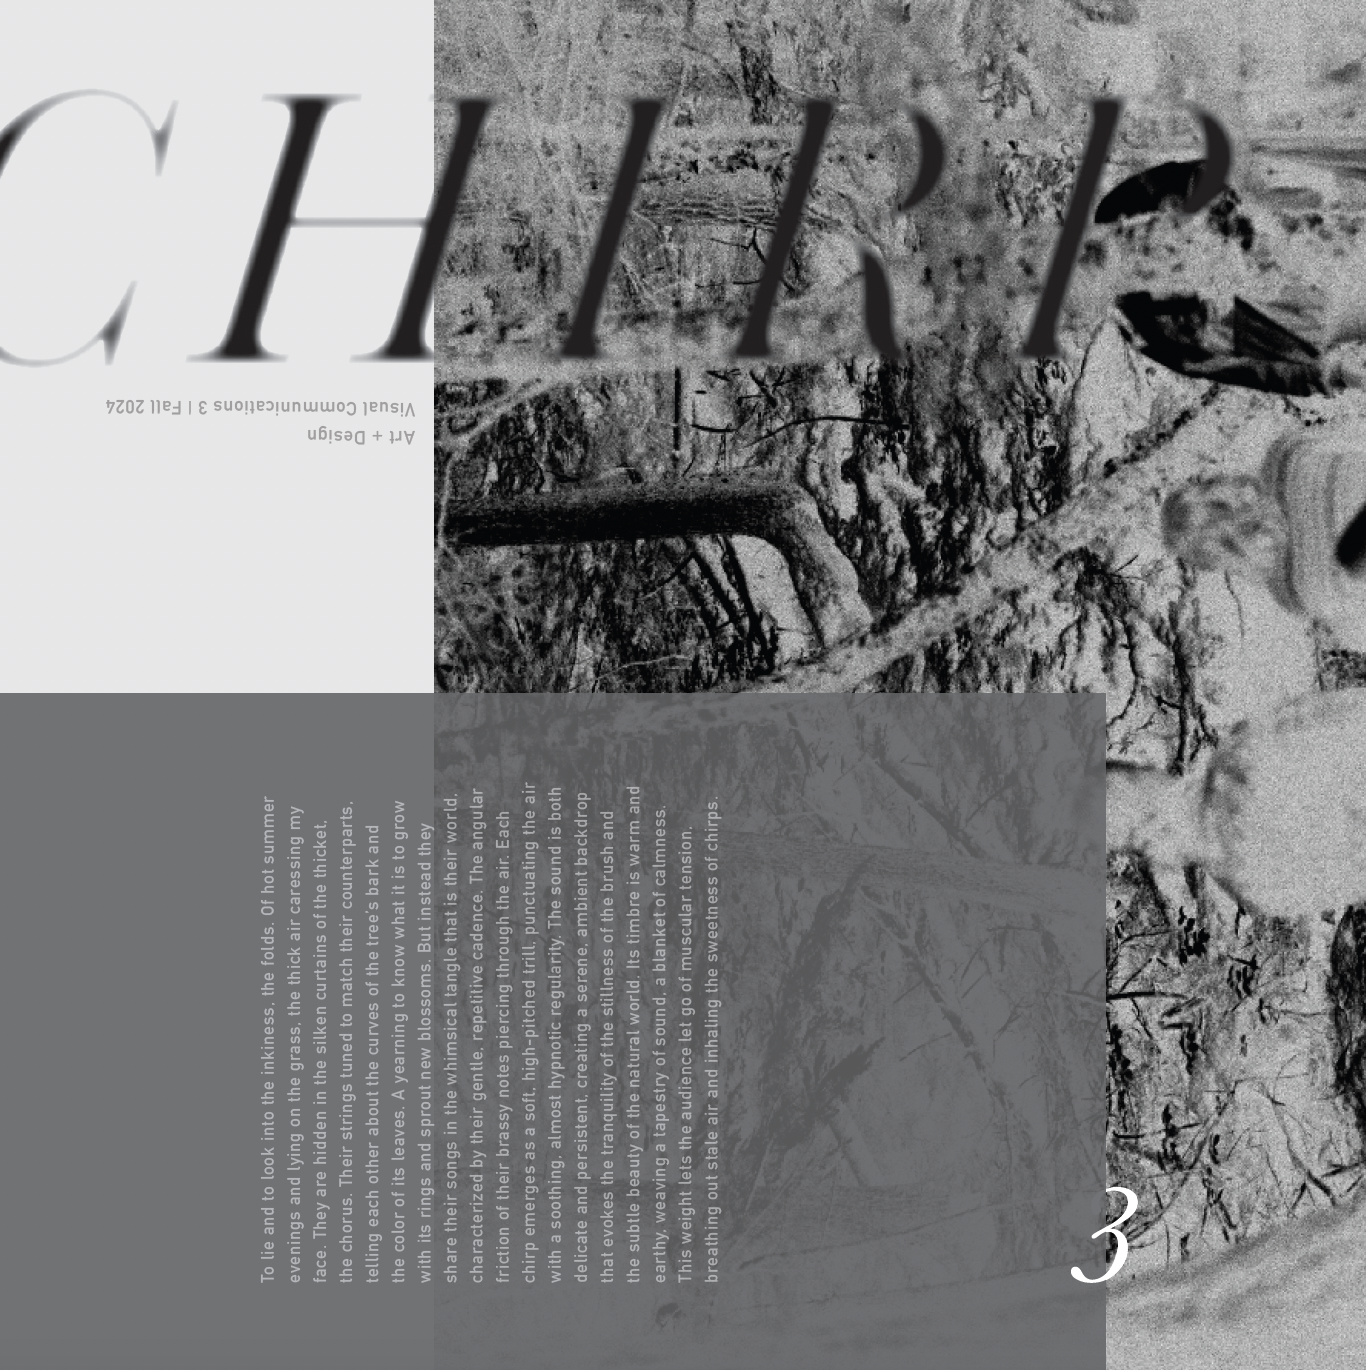 CHIRP
Art + Design
Visual Communications 3 | Fall 2024
To lie and to look into the inkiness, the folds. Of hot summer
evenings and lying on the grass, the thick air caressing my
face. They are hidden in the silken curtains of the thicket,
the chorus. Their strings tuned to match their counterparts,
telling each other about the curves of the tree's bark and
the color of its leaves. A yearning to know what it is to grow
with its rings and sprout new blossoms. But instead they
share their songs in the whimsical tangle that is their world,
characterized by their gentle, repetitive cadence. The angular
friction of their brassy notes piercing through the air. Each
chirp emerges as a soft, high-pitched trill, punctuating the air
with a soothing, almost hypnotic regularity. The sound is both
delicate and persistent, creating a serene, ambient backdrop
that evokes the tranquility of the stillness of the brush and
the subtle beauty of the natural world. Its timbre is warm and
earthy, weaving a tapestry of sound, a blanket of calmness.
This weight lets the audience let go of muscular tension,
breathing out stale air and inhaling the sweetness of chirps.
3